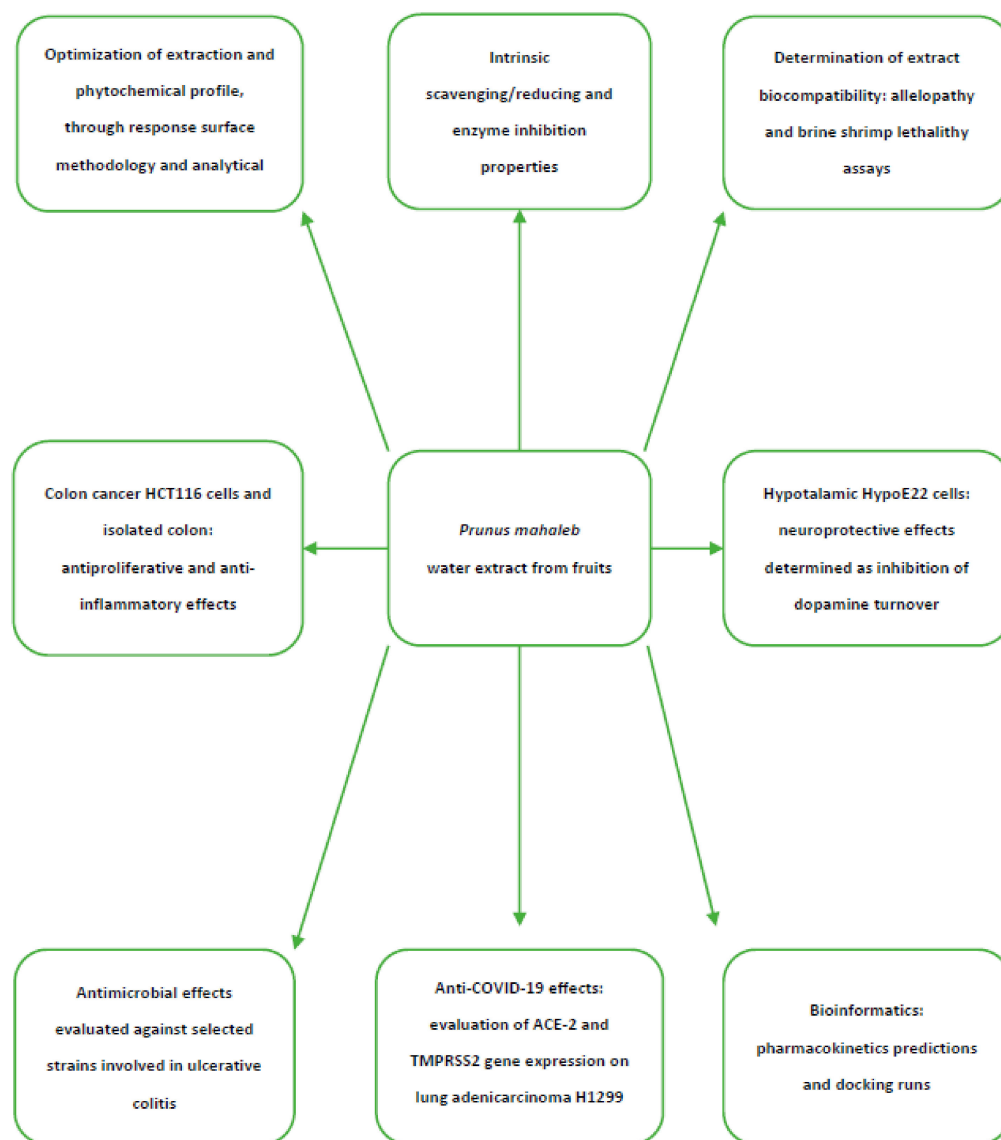 Optimization of extraction and
phytochemical profile,
through response surface
methodology and analytical
Intrinsic
scavenging/reducing and
enzyme inhibition
properties
Determination of extract
biocompatibility: allelopathy
and brine shrimp lethalithy
assays
Colon cancer HCT116 cells and
isolated colon:
antiproliferative and anti-
inflammatory effects
Prunus mahaleb
water extract from fruits
Hypotalamic HypoE22 cells:
neuroprotective effects
determined as inhibition of
dopamine turnover
Antimicrobial effects
evaluated against selected
strains involved in ulcerative
colitis
Anti-COVID-19 effects:
evaluation of ACE-2 and
TMPRSS2 gene expression on
lung adenicarcinoma H1299
Bioinformatics:
pharmacokinetics predictions
and docking runs